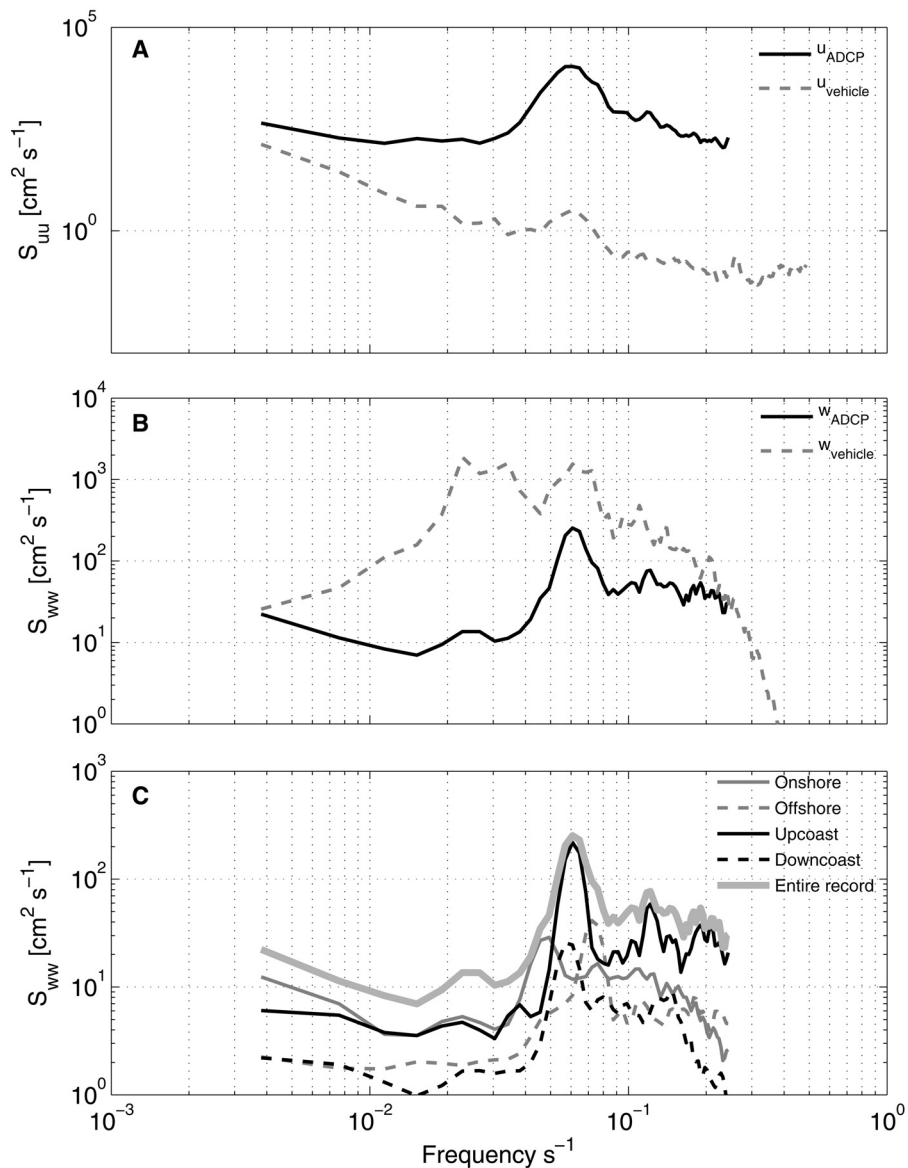 A
10^5
10^0
S_uu [cm^2 s^-1]
u_ADCP
u_vehicle
B
10^4
10^3
10^2
10^1
10^0
S_ww [cm^2 s^-1]
w_ADCP
w_vehicle
C
10^3
10^2
10^1
10^0
S_ww [cm^2 s^-1]
Onshore
Offshore
Upcoast
Downcoast
Entire record
10^-3 10^-2 10^-1 10^0
Frequency s^-1